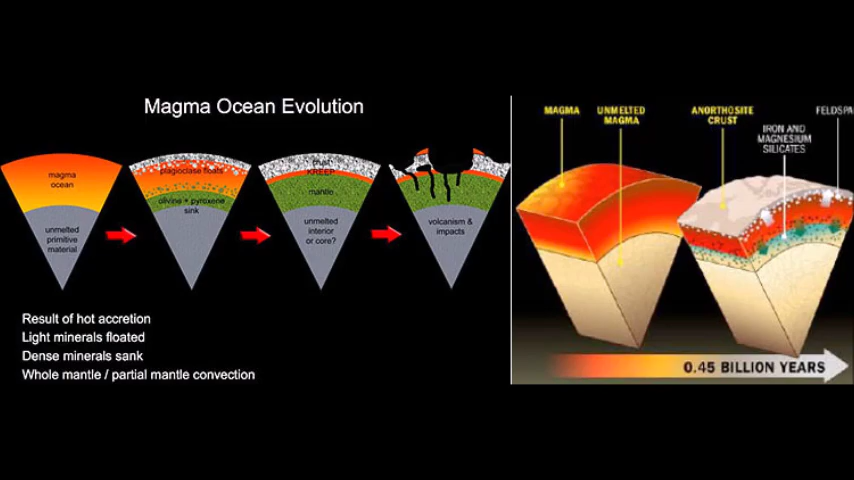 Magma Ocean Evolution
magma
ocean
unmelted
primitive
material
plagioclase floats
olivine + pyroxene
sink
crust
KREEP
mantle
unmelted
interior
or core?
volcanism &
impacts
Result of hot accretion
Light minerals floated
Dense minerals sank
Whole mantle / partial mantle convection
MAGMA
UNMELTED
MAGMA
ANORTHOSITE
CRUST
IRON AND
MAGNESIUM
SILICATES
FELDSPA
0.45 BILLION YEARS